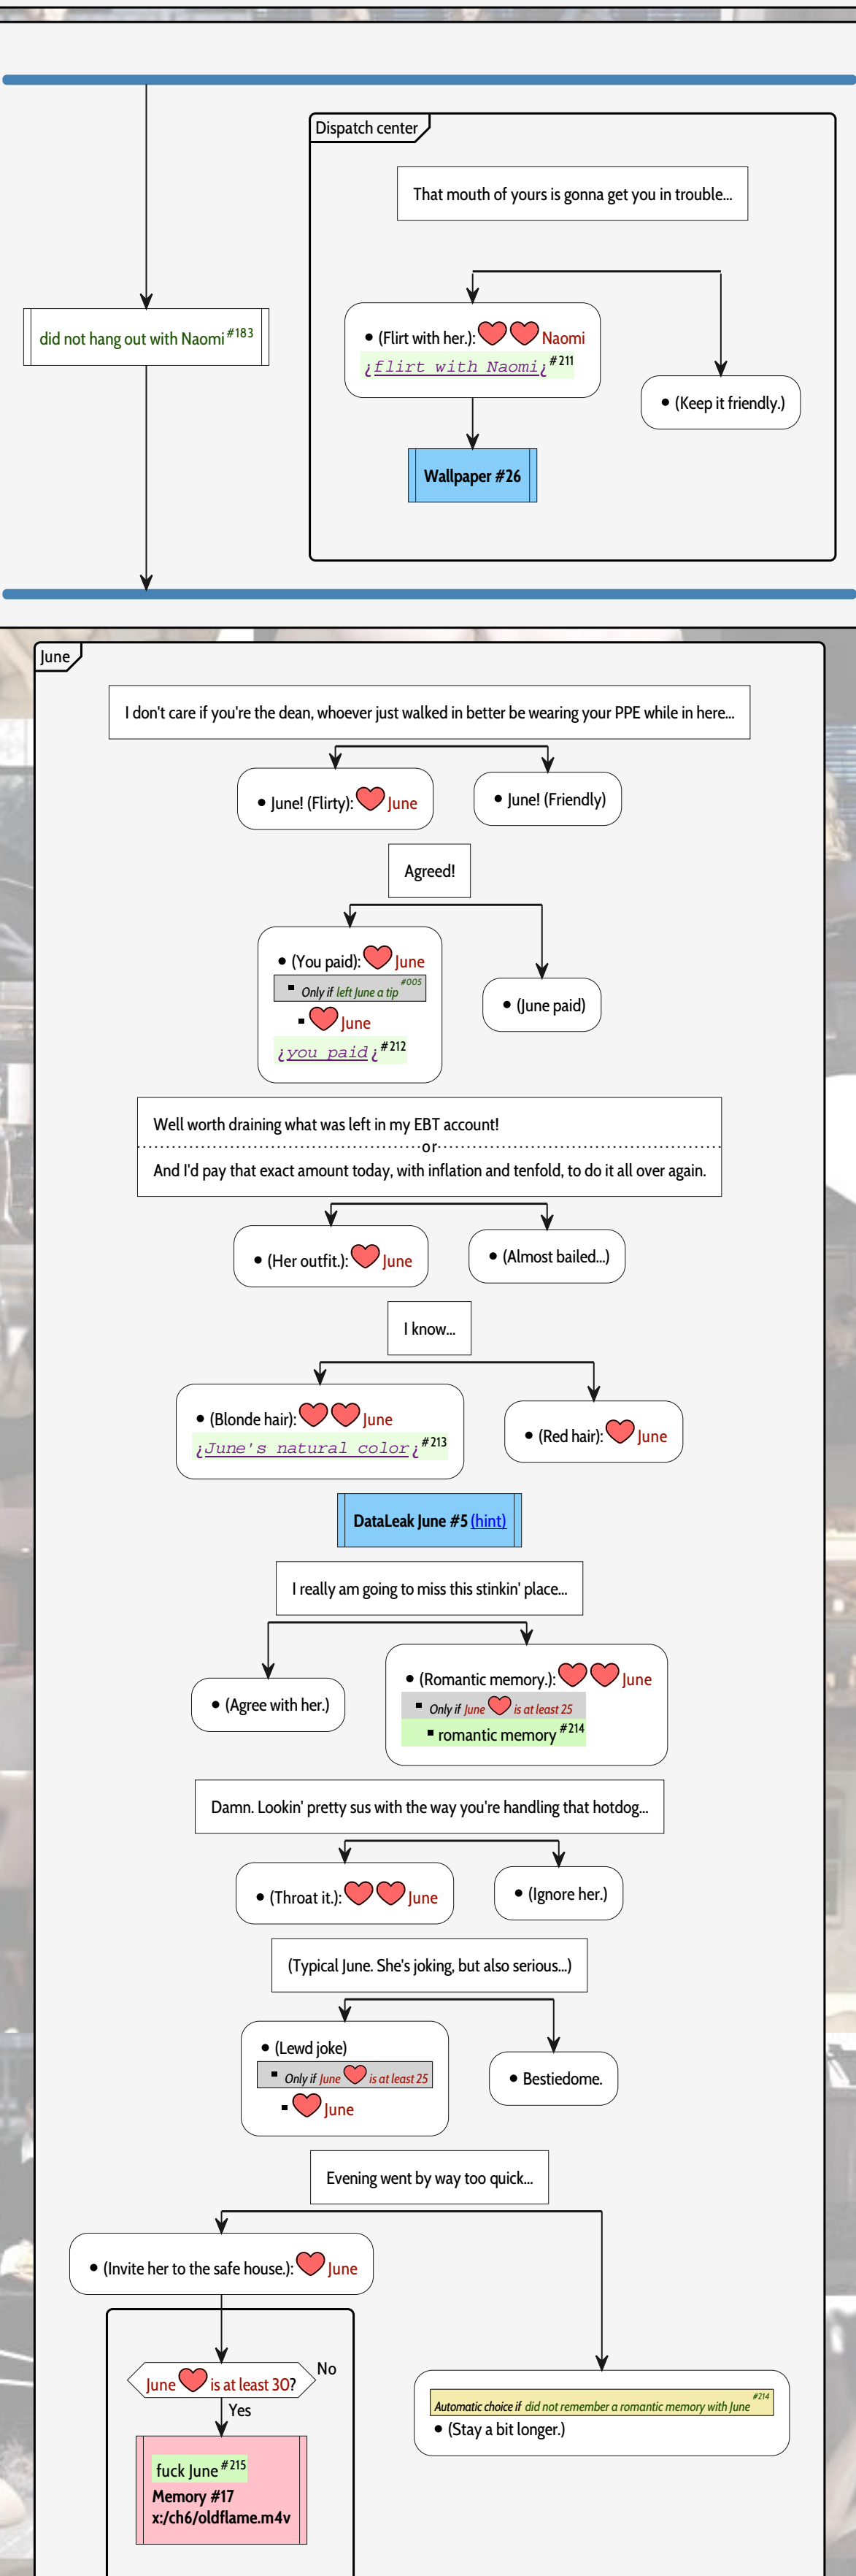 Dispatch center
That mouth of yours is gonna get you in trouble...
did not hang out with Naomi #183
• (Flirt with her.): Naomi
¿flirt with Naomi¿ #211
• (Keep it friendly.)
Wallpaper #26
June
I don't care if you're the dean, whoever just walked in better be wearing your PPE while in here...
• June! (Flirty): June
• June! (Friendly)
Agreed!
• (You paid): June
▪ Only if left June a tip #005
▪ June
¿you paid¿ #212
• (June paid)
Well worth draining what was left in my EBT account!
or
And I'd pay that exact amount today, with inflation and tenfold, to do it all over again.
• (Her outfit.): June
• (Almost bailed...)
I know...
• (Blonde hair): June
¿June's natural color¿ #213
• (Red hair): June
DataLeak June #5 (hint)
I really am going to miss this stinkin' place...
• (Agree with her.)
• (Romantic memory.): June
▪ Only if June is at least 25
▪ romantic memory #214
Damn. Lookin' pretty sus with the way you're handling that hotdog...
• (Throat it.): June
• (Ignore her.)
(Typical June. She's joking, but also serious...)
• (Lewd joke)
▪ Only if June is at least 25
▪ June
• Bestiedome.
Evening went by way too quick...
• (Invite her to the safe house.): June
June is at least 30?
No
Yes
fuck June #215
Memory #17
x:/ch6/oldflame.m4v
Automatic choice if did not remember a romantic memory with June #214
• (Stay a bit longer.)